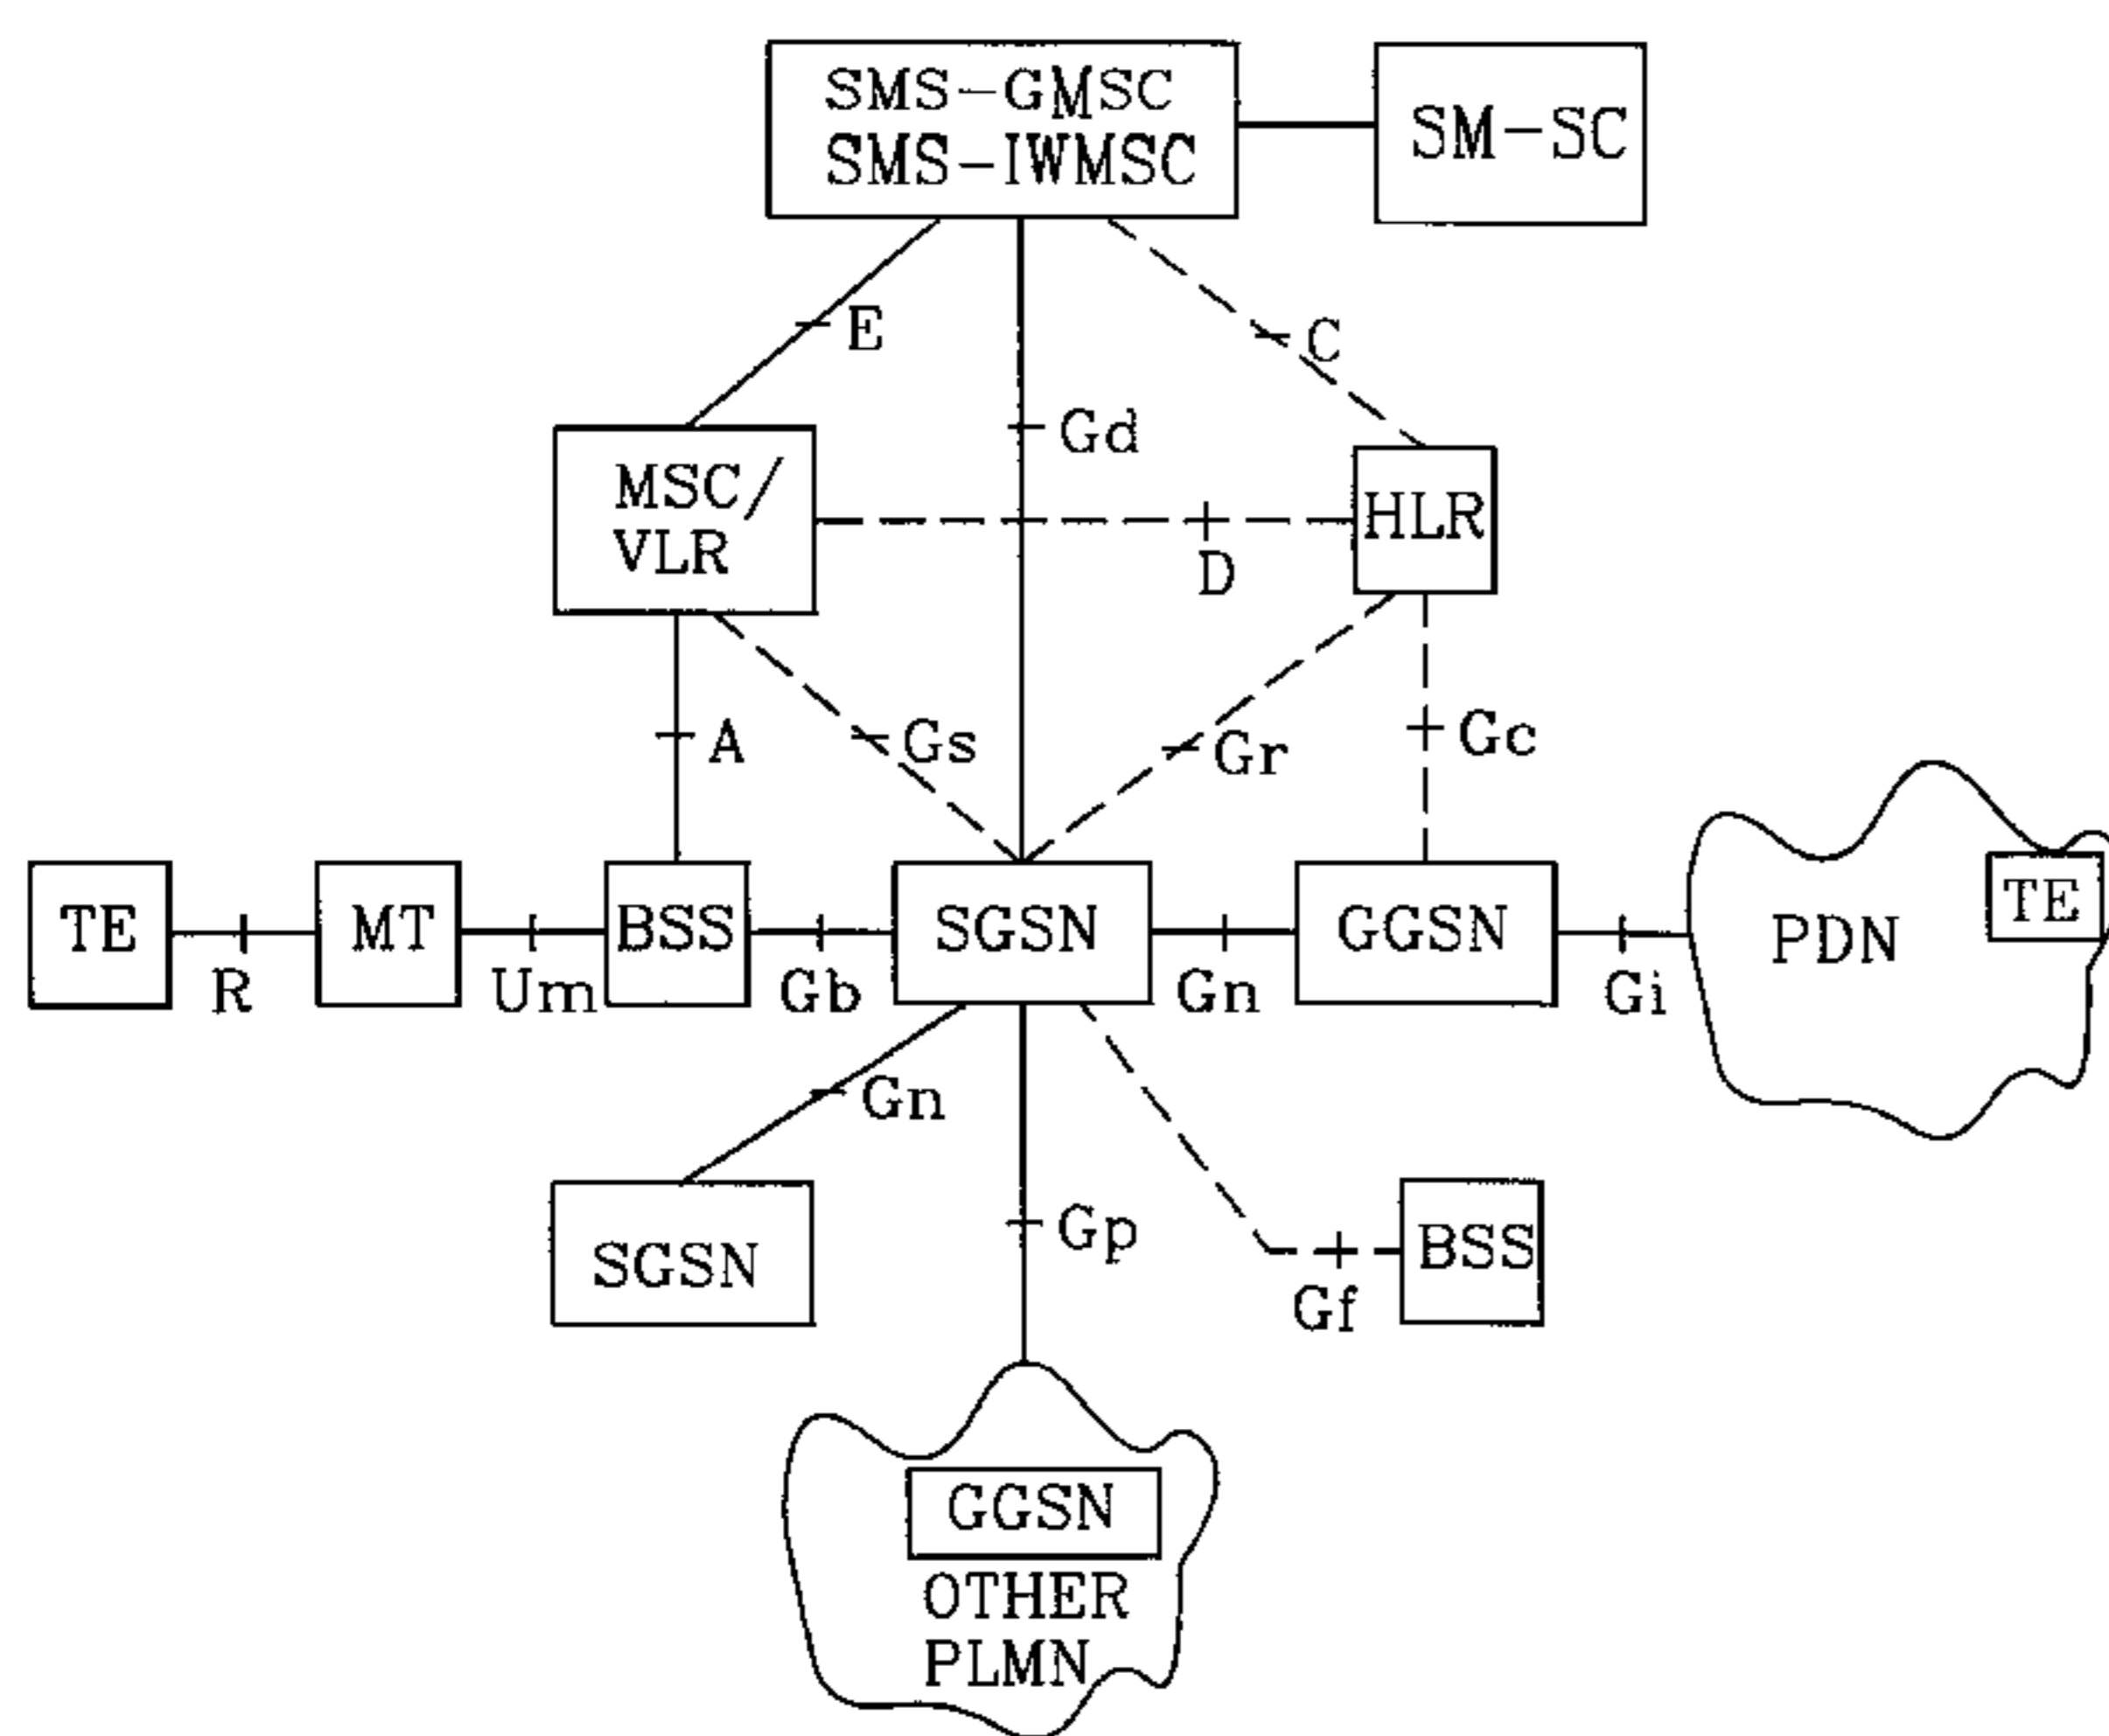 SMS-GMSC
SMS-IWMSC
SM-SC
E
C
Gd
MSC/
VLR
HLR
D
A
Gs
Gr
Gc
TE
MT
BSS
SGSN
GGSN
PDN
TE
R
Um
Gb
Gn
Gi
Gn
SGSN
Gp
BSS
Gf
GGSN
OTHER
PLMN